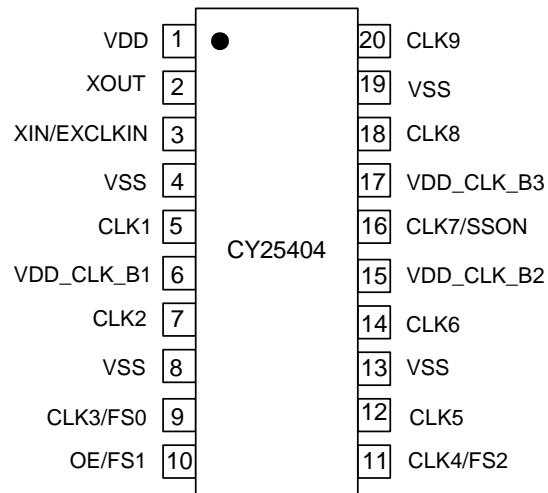 VDD 1 20 CLK9
XOUT 2 19 VSS
XIN/EXCLKIN 3 18 CLK8
VSS 4 17 VDD_CLK_B3
CLK1 5 16 CLK7/SSON
CY25404
VDD_CLK_B1 6 15 VDD_CLK_B2
CLK2 7 14 CLK6
VSS 8 13 VSS
CLK3/FS0 9 12 CLK5
OE/FS1 10 11 CLK4/FS2